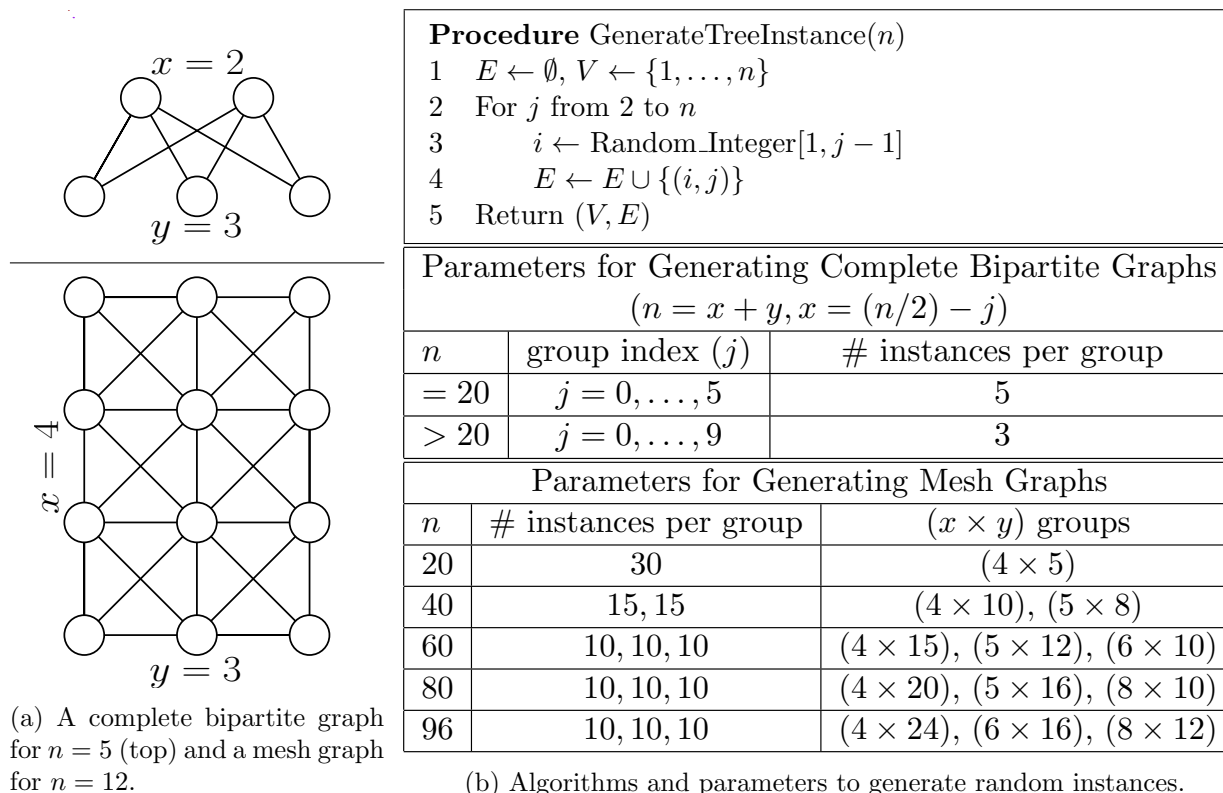 x = 2
y = 3
x = 4
y = 3
(a) A complete bipartite graph
for n = 5 (top) and a mesh graph
for n = 12.
Procedure GenerateTreeInstance(n)
1 E ← ∅, V ← {1, . . . , n}
2 For j from 2 to n
3 i ← Random_Integer[1, j − 1]
4 E ← E ∪ {(i, j)}
5 Return (V, E)
Parameters for Generating Complete Bipartite Graphs
(n = x + y, x = (n/2) − j)
n group index (j) # instances per group
= 20 j = 0, . . . , 5 5
> 20 j = 0, . . . , 9 3
Parameters for Generating Mesh Graphs
n # instances per group (x × y) groups
20 30 (4 × 5)
40 15, 15 (4 × 10), (5 × 8)
60 10, 10, 10 (4 × 15), (5 × 12), (6 × 10)
80 10, 10, 10 (4 × 20), (5 × 16), (8 × 10)
96 10, 10, 10 (4 × 24), (6 × 16), (8 × 12)
(b) Algorithms and parameters to generate random instances.